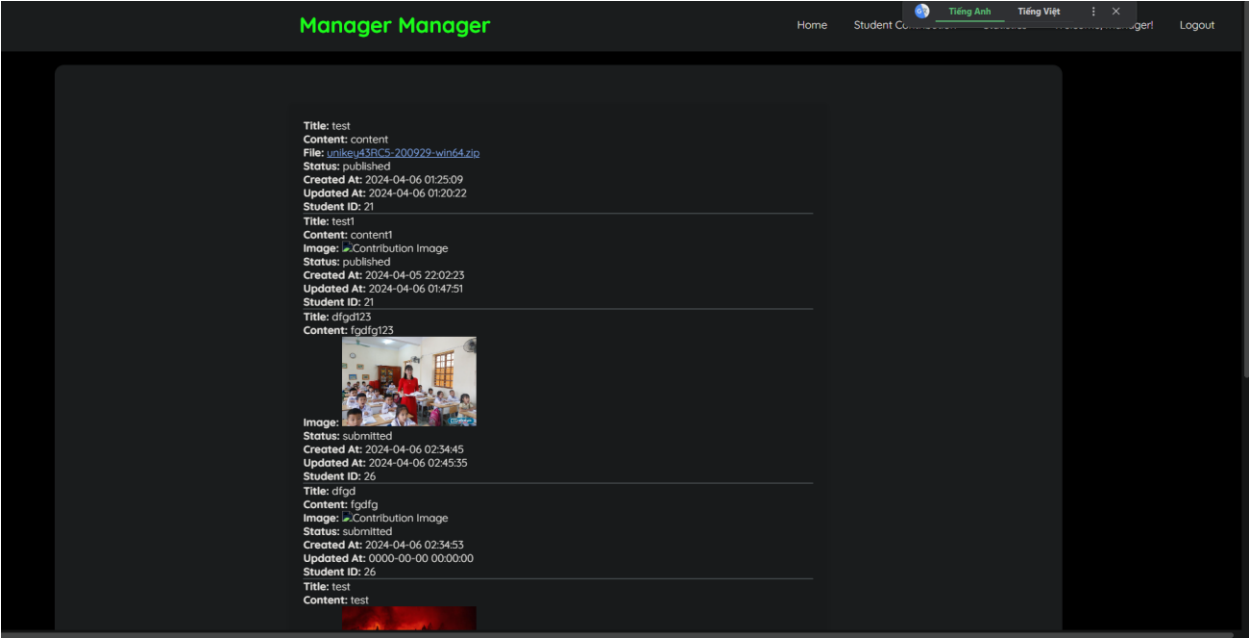 Manager Manager
Home
Student
Logout
Tiếng Anh
Tiếng Việt
Title: test
Content: content
File: unikey43RC5-200929-win64.zip
Status: published
Created At: 2024-04-06 01:25:09
Updated At: 2024-04-06 01:20:22
Student ID: 21
Title: test1
Content: content1
Image: Contribution Image
Status: published
Created At: 2024-04-05 22:02:23
Updated At: 2024-04-06 01:47:51
Student ID: 21
Title: dfgd123
Content: fgdfg123
Image:
Status: submitted
Created At: 2024-04-06 02:34:45
Updated At: 2024-04-06 02:45:35
Student ID: 26
Title: dfgd
Content: fgdfg
Image: Contribution Image
Status: submitted
Created At: 2024-04-06 02:34:53
Updated At: 0000-00-00 00:00:00
Student ID: 26
Title: test
Content: test